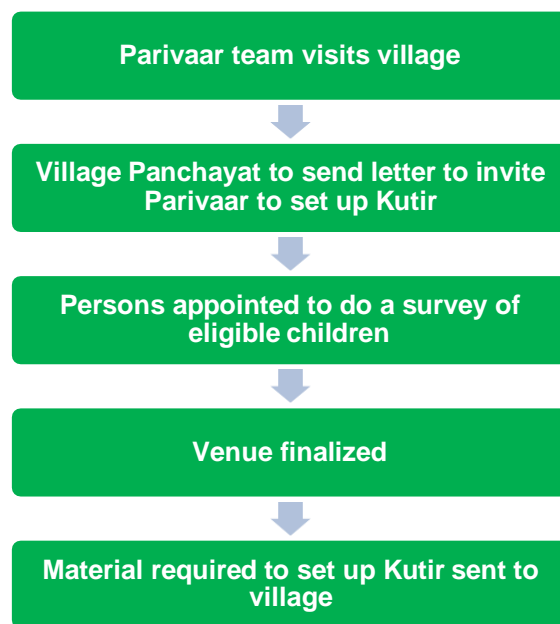 Parivaar team visits village
Village Panchayat to send letter to invite
Parivaar to set up Kutir
Persons appointed to do a survey of
eligible children
Venue finalized
Material required to set up Kutir sent to
village